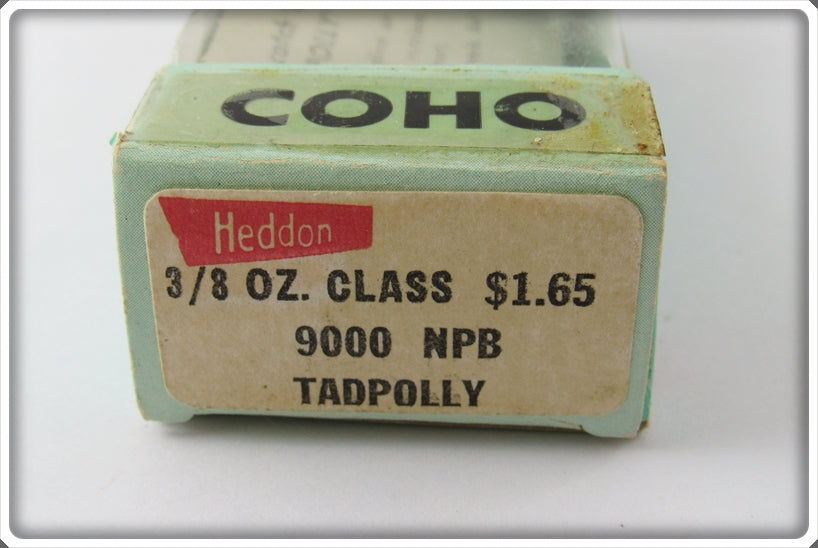 COHO
Heddon
3/8 OZ. CLASS $1.65
9000 NPB
TADPOLLY